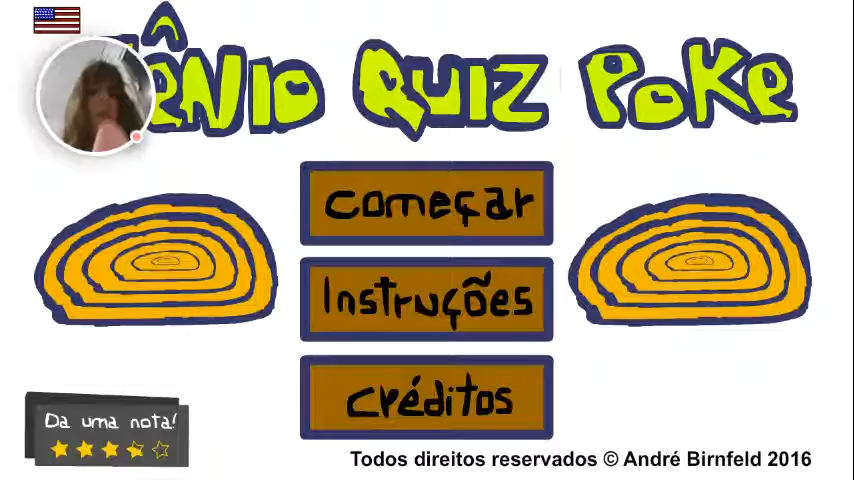 ÊNIO QUIZ POKE
começar
Instruções
créditos
Da uma nota!
Todos direitos reservados © André Birnfeld 2016